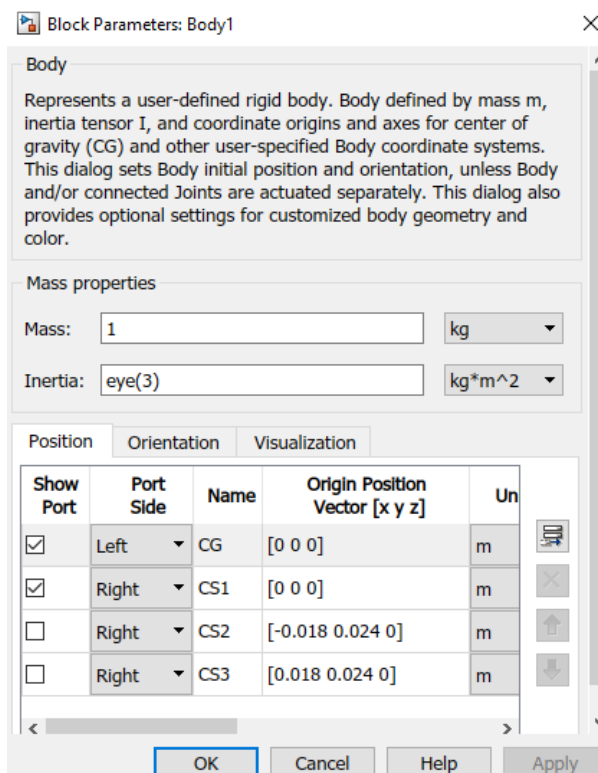 Block Parameters: Body1
Body
Represents a user-defined rigid body. Body defined by mass m,
inertia tensor I, and coordinate origins and axes for center of
gravity (CG) and other user-specified Body coordinate systems.
This dialog sets Body initial position and orientation, unless Body
and/or connected Joints are actuated separately. This dialog also
provides optional settings for customized body geometry and
color.
Mass properties
Mass: 1 kg
Inertia: eye(3) kg*m^2
Position Orientation Visualization
Show Port Port Side Name Origin Position Vector [x y z] Un
Left CG [0 0 0] m
Right CS1 [0 0 0] m
Right CS2 [-0.018 0.024 0] m
Right CS3 [0.018 0.024 0] m
OK Cancel Help Apply